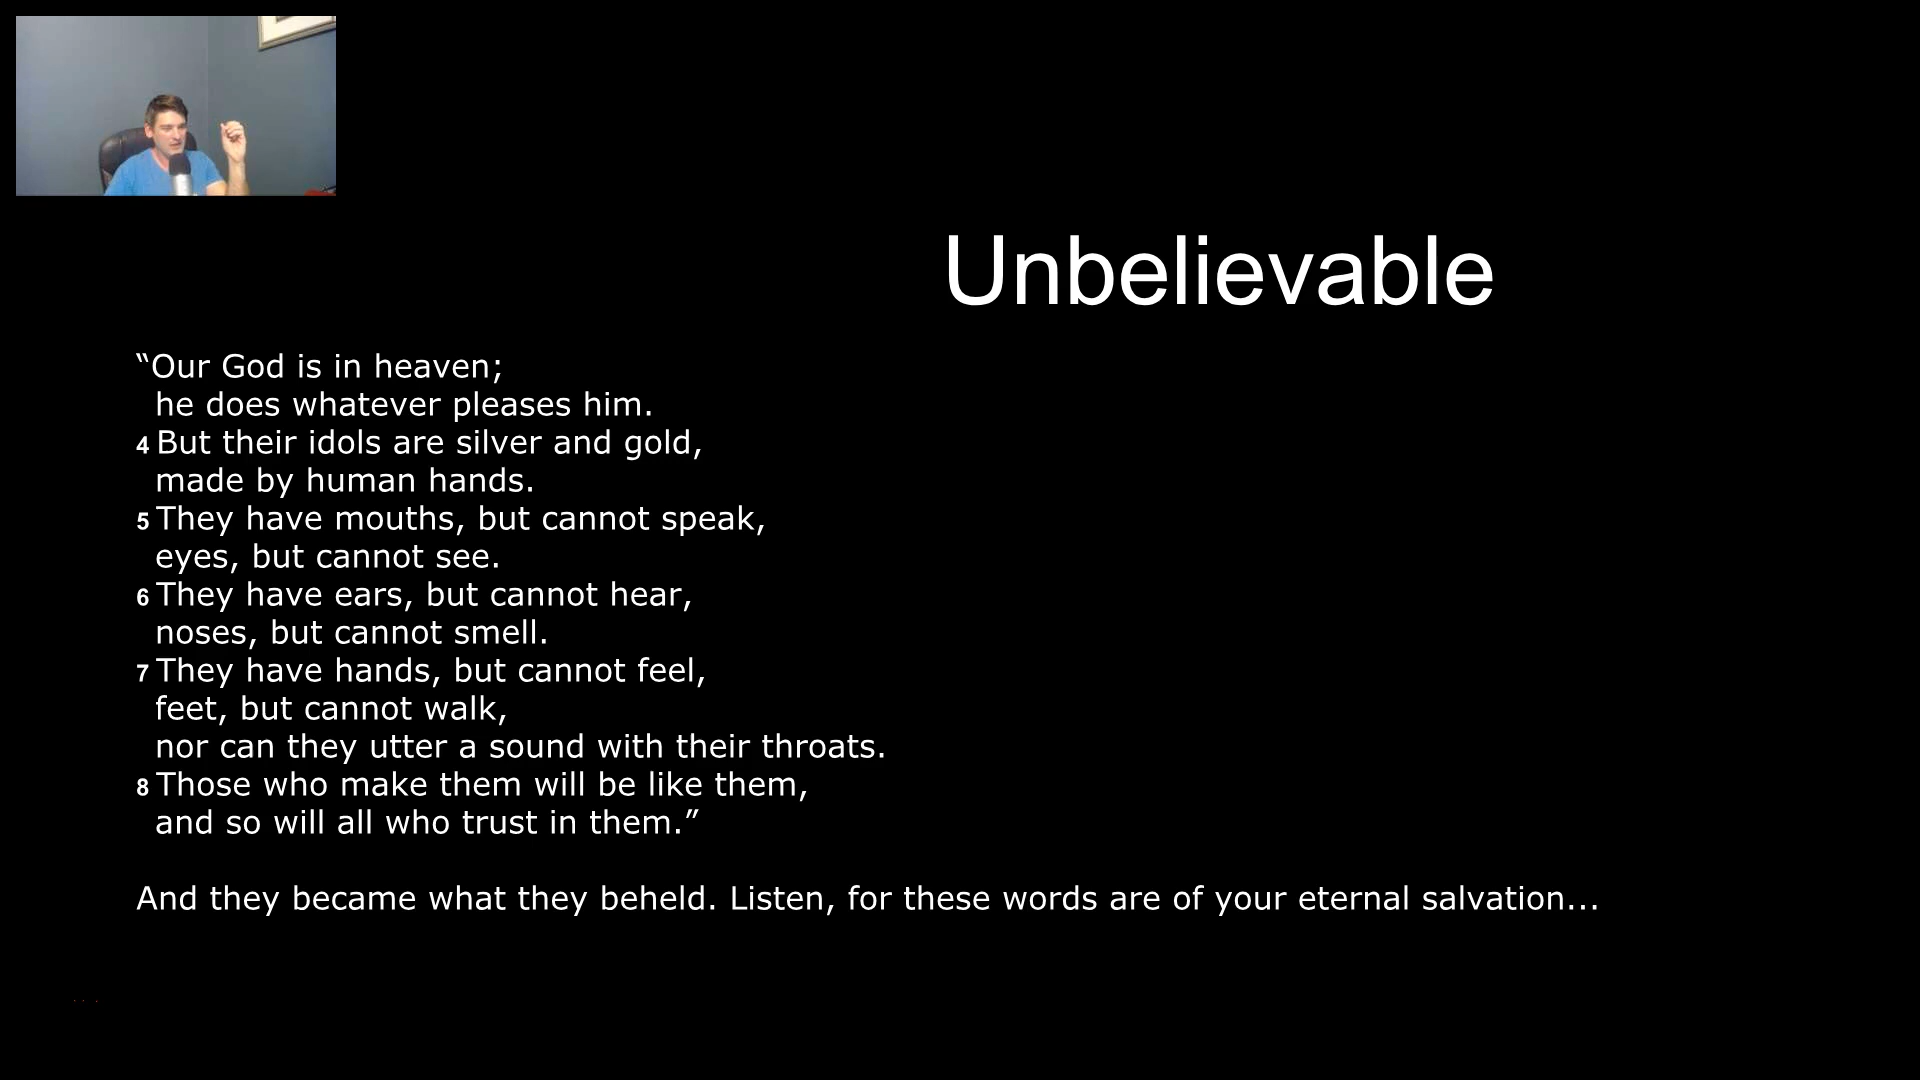 Unbelievable
“Our God is in heaven;
he does whatever pleases him.
4 But their idols are silver and gold,
made by human hands.
5 They have mouths, but cannot speak,
eyes, but cannot see.
6 They have ears, but cannot hear,
noses, but cannot smell.
7 They have hands, but cannot feel,
feet, but cannot walk,
nor can they utter a sound with their throats.
8 Those who make them will be like them,
and so will all who trust in them.”
And they became what they beheld. Listen, for these words are of your eternal salvation...